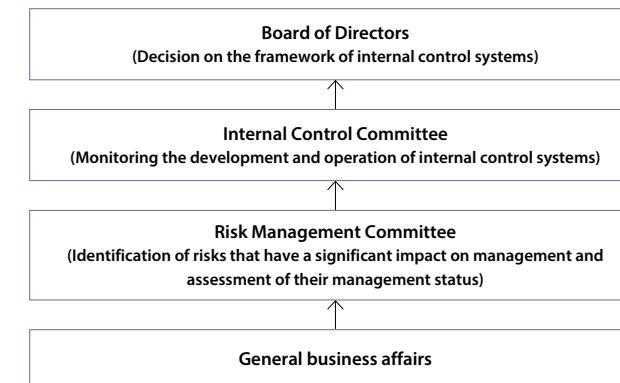 Board of Directors
(Decision on the framework of internal control systems)
Internal Control Committee
(Monitoring the development and operation of internal control systems)
Risk Management Committee
(Identification of risks that have a significant impact on management and
assessment of their management status)
General business affairs